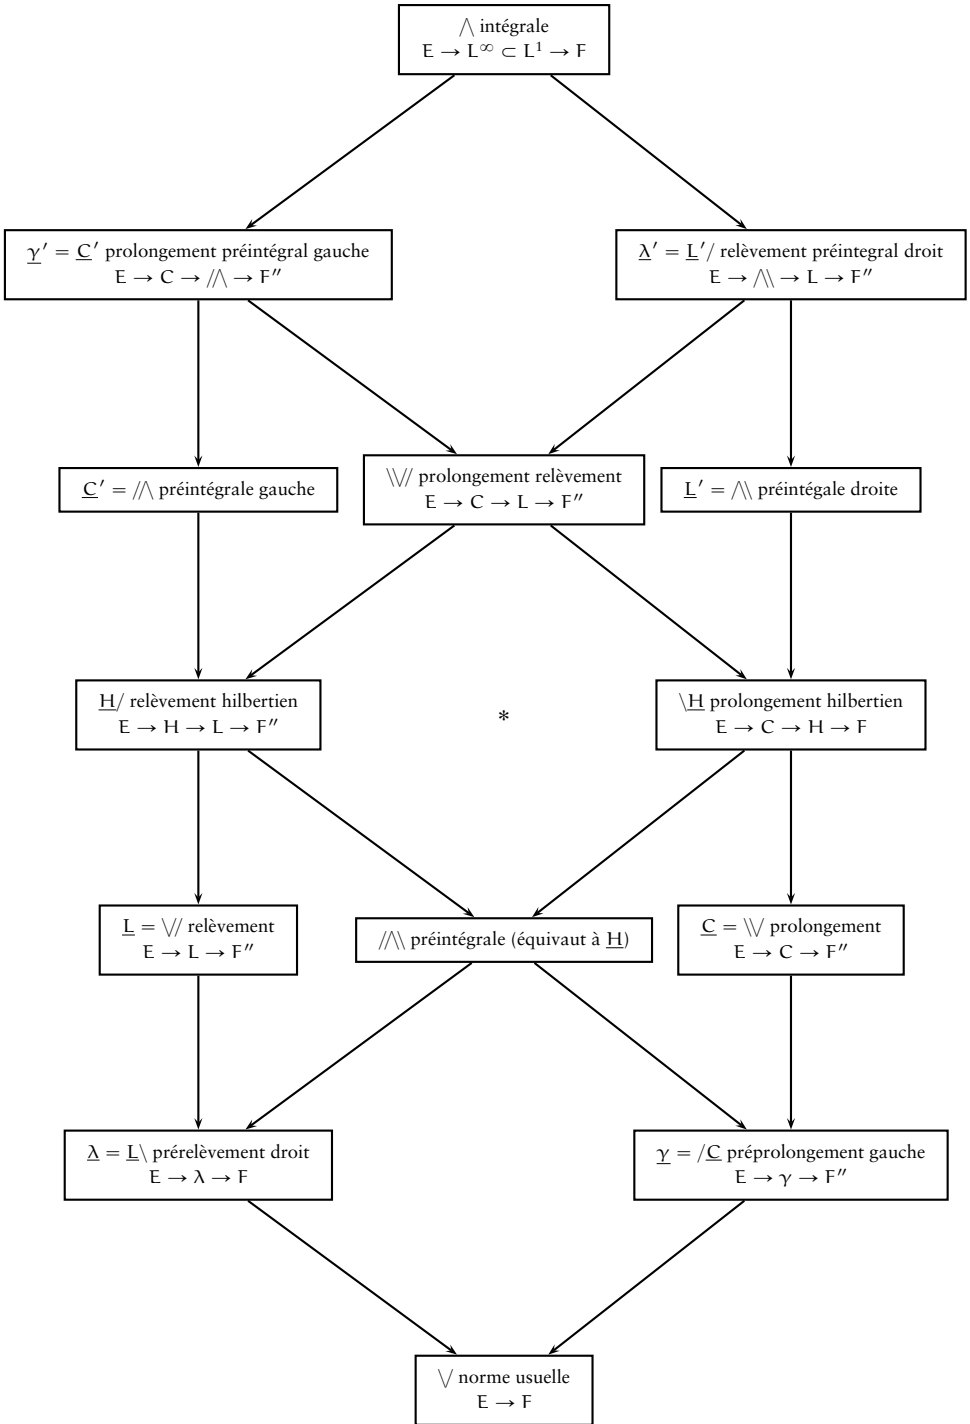 /\ intégrale
E → L^∞ ⊂ L^1 → F
γ′ = C′ prolongement préintégral gauche
E → C → //\ → F″
λ′ = L′/ relèvement préintegral droit
E → /\\ → L → F″
C′ = //\ préintégrale gauche
\\// prolongement relèvement
E → C → L → F″
L′ = /\\ préintégale droite
H/ relèvement hilbertien
E → H → L → F″
*
\H prolongement hilbertien
E → C → H → F
L = \// relèvement
E → L → F″
//\\ préintégrale (équivaut à H)
C = \\/ prolongement
E → C → F″
λ = L\ prérelèvement droit
E → λ → F
γ = /C préprolongement gauche
E → γ → F″
\/ norme usuelle
E → F